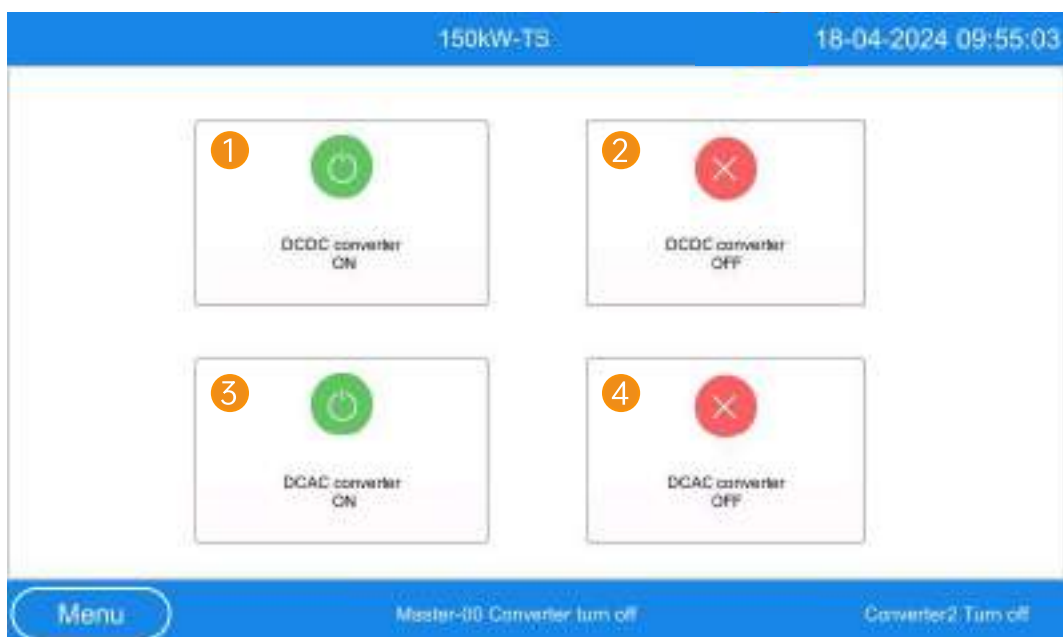 150kW-TS
18-04-2024 09:55:03
1
2
DCDC converter
ON
DCDC converter
OFF
3
4
DCAC converter
ON
DCAC converter
OFF
Menu
Master-00 Converter turn off
Converter2 Turn off